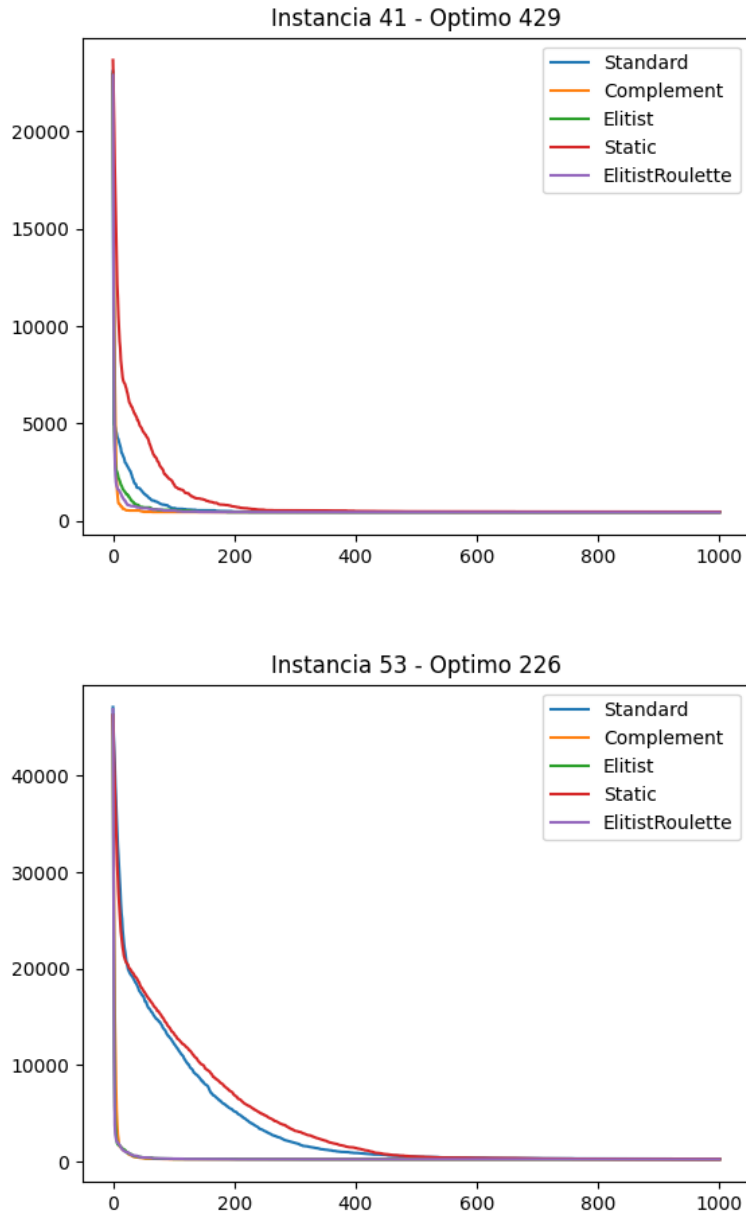 Instancia 41 - Optimo 429
Standard
Complement
Elitist
Static
ElitistRoulette
20000
15000
10000
5000
0
0 200 400 600 800 1000
Instancia 53 - Optimo 226
Standard
Complement
Elitist
Static
ElitistRoulette
40000
30000
20000
10000
0
0 200 400 600 800 1000